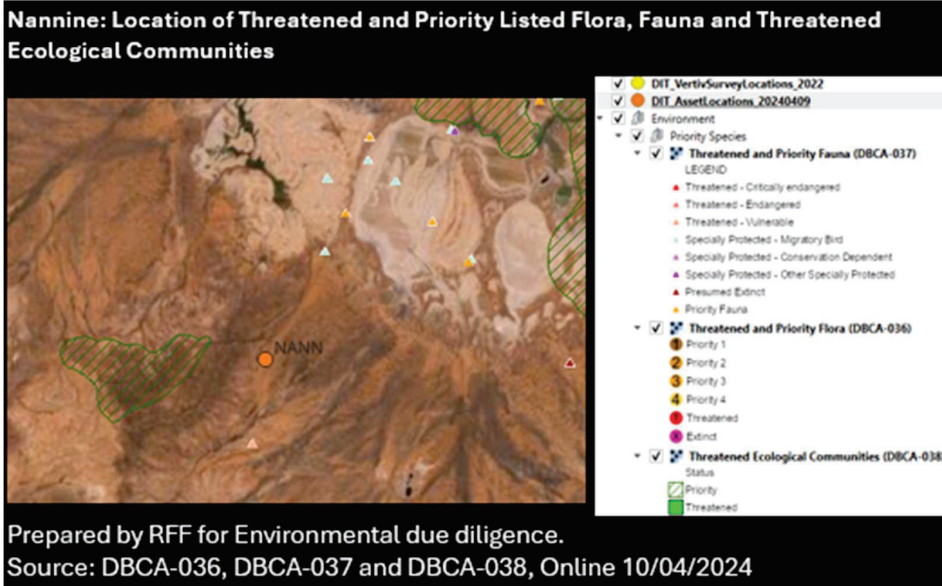 Nannine: Location of Threatened and Priority Listed Flora, Fauna and Threatened
Ecological Communities
DIT_VertivSurveyLocations_2022
DIT_AssetLocations_20240409
Environment
Priority Species
Threatened and Priority Fauna (DBCA-037)
LEGEND
Threatened - Critically endangered
Threatened - Endangered
Threatened - Vulnerable
Specially Protected - Migratory Bird
Specially Protected - Conservation Dependent
Specially Protected - Other Specially Protected
Presumed Extinct
Priority Fauna
Threatened and Priority Flora (DBCA-036)
1 Priority 1
2 Priority 2
3 Priority 3
4 Priority 4
T Threatened
X Extinct
Threatened Ecological Communities (DBCA-038
Status
Priority
Threatened
NANN
Prepared by RFF for Environmental due diligence.
Source: DBCA-036, DBCA-037 and DBCA-038, Online 10/04/2024